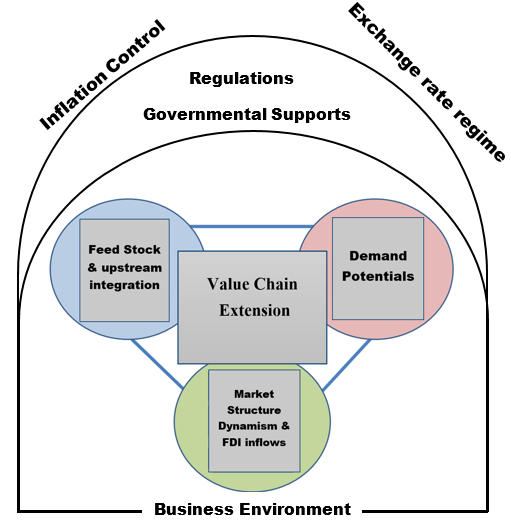 Inflation Control
Exchange rate regime
Regulations
Governmental Supports
Feed Stock
& upstream
integration
Value Chain
Extension
Demand
Potentials
Market
Structure
Dynamism &
FDI inflows
Business Environment